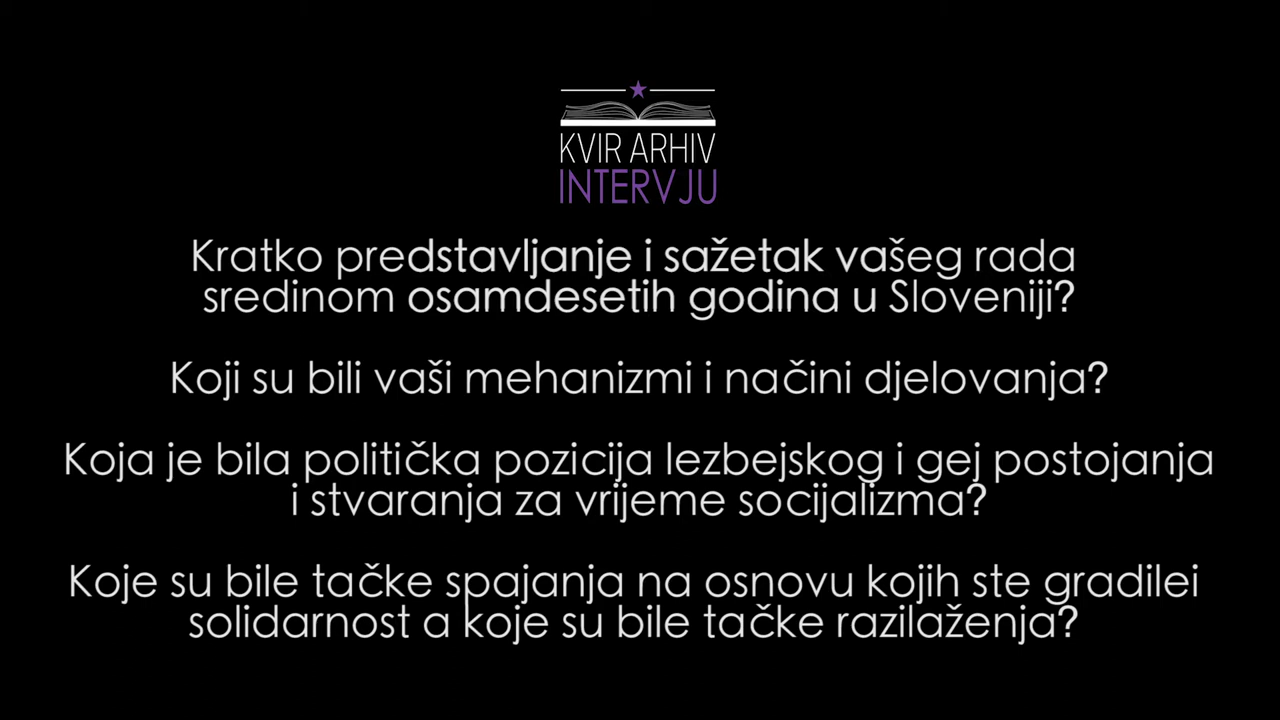 KVIR ARHIV
INTERVJU
Kratko predstavljanje i sažetak vašeg rada
sredinom osamdesetih godina u Sloveniji?
Koji su bili vaši mehanizmi i načini djelovanja?
Koja je bila politička pozicija lezbejskog i gej postojanja
i stvaranja za vrijeme socijalizma?
Koje su bile tačke spajanja na osnovu kojih ste gradilei
solidarnost a koje su bile tačke razilaženja?